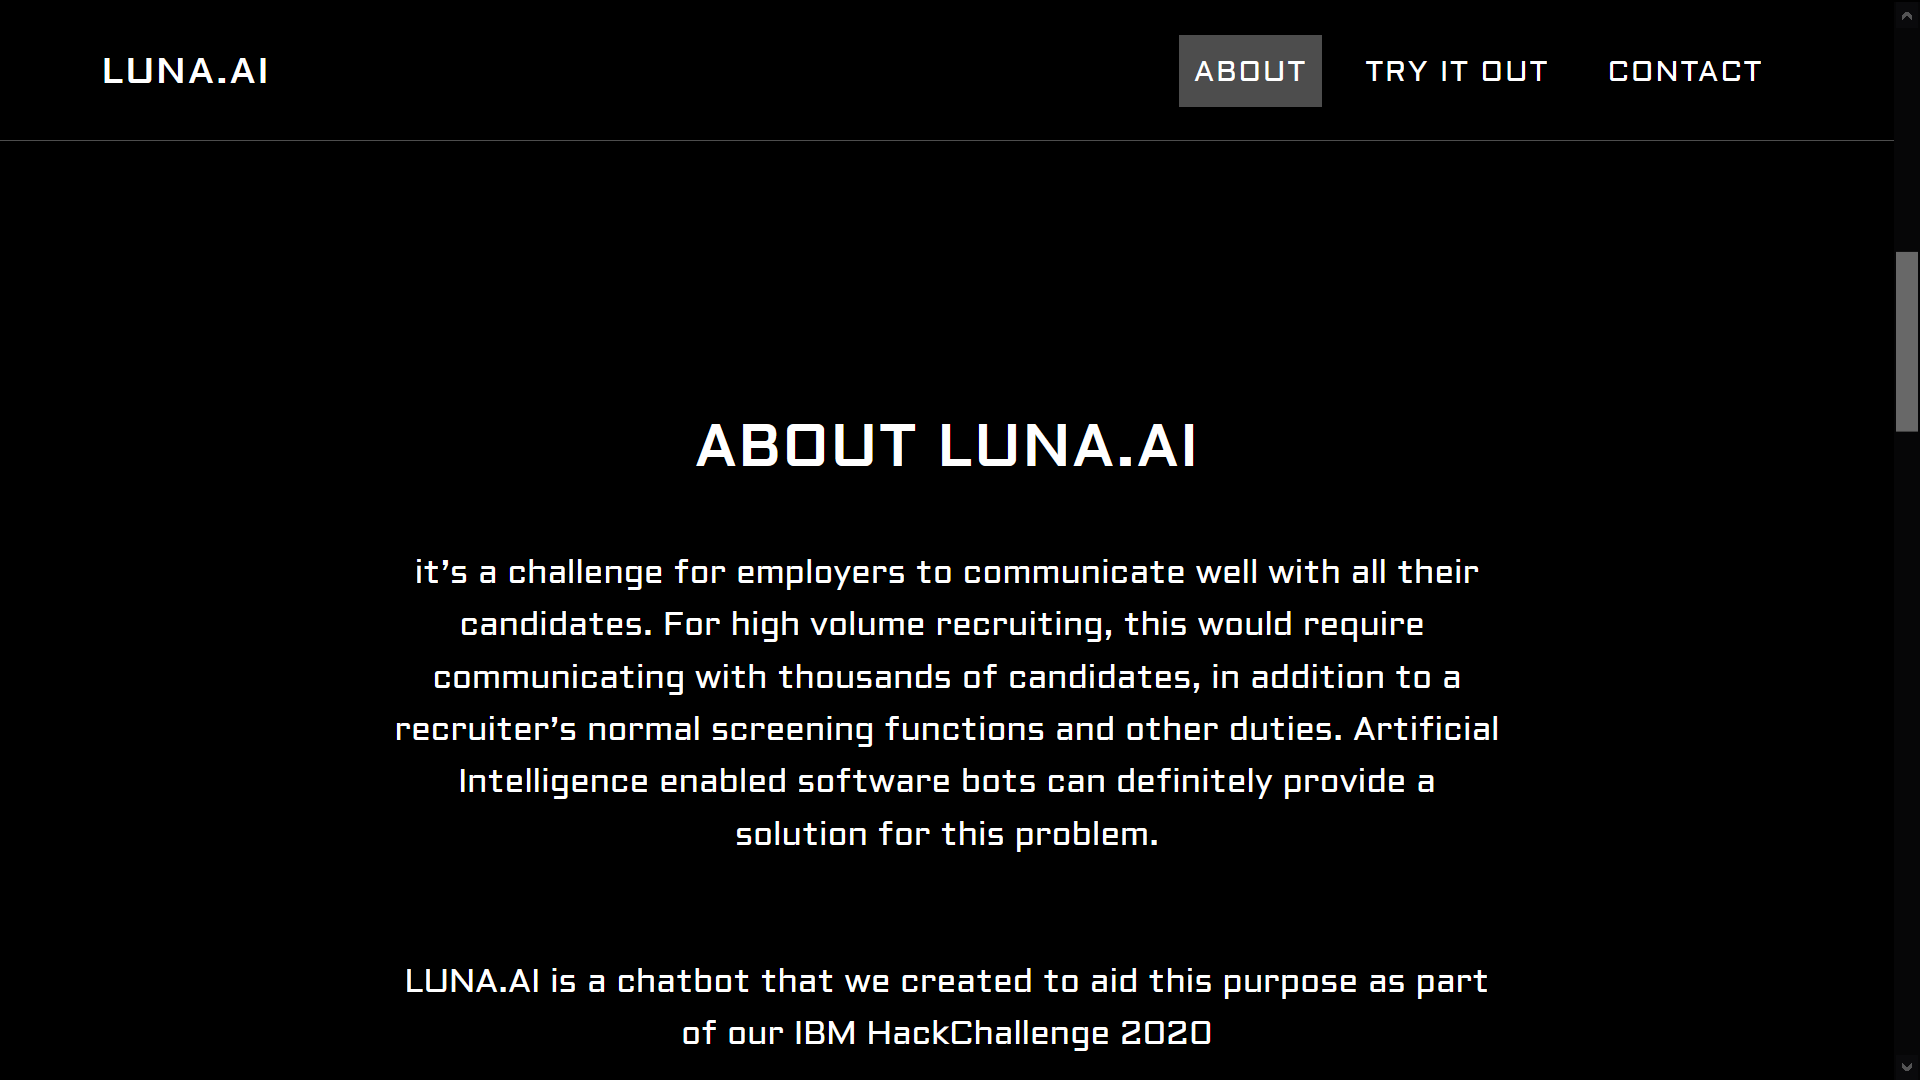 LUNA.AI
ABOUT
TRY IT OUT
CONTACT
ABOUT LUNA.AI
it’s a challenge for employers to communicate well with all their
candidates. For high volume recruiting, this would require
communicating with thousands of candidates, in addition to a
recruiter’s normal screening functions and other duties. Artificial
Intelligence enabled software bots can definitely provide a
solution for this problem.
LUNA.AI is a chatbot that we created to aid this purpose as part
of our IBM HackChallenge 2020